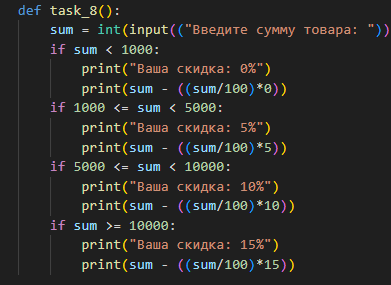 def task_8():
    sum = int(input(("Введите сумму товара: "))
    if sum < 1000:
        print("Ваша скидка: 0%")
        print(sum - ((sum/100)*0))
    if 1000 <= sum < 5000:
        print("Ваша скидка: 5%")
        print(sum - ((sum/100)*5))
    if 5000 <= sum < 10000:
        print("Ваша скидка: 10%")
        print(sum - ((sum/100)*10))
    if sum >= 10000:
        print("Ваша скидка: 15%")
        print(sum - ((sum/100)*15))